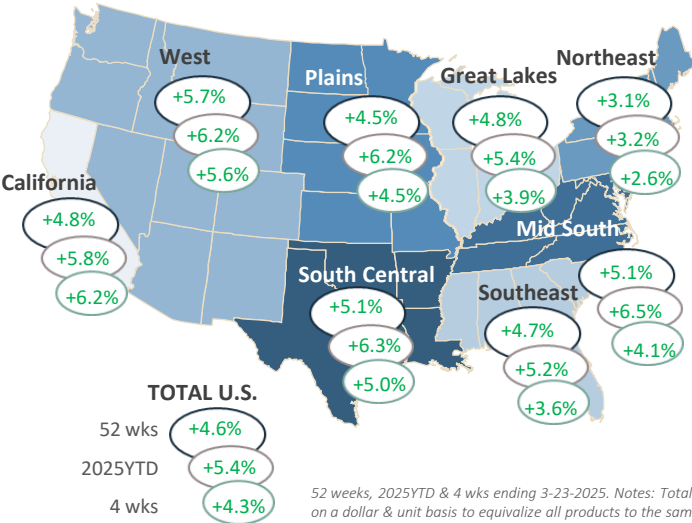 West
+5.7%
+6.2%
+5.6%
Plains
+4.5%
+6.2%
+4.5%
Great Lakes
+4.8%
+5.4%
+3.9%
Northeast
+3.1%
+3.2%
+2.6%
California
+4.8%
+5.8%
+6.2%
South Central
+5.1%
+6.3%
+5.0%
Southeast
+4.7%
+5.2%
+3.6%
Mid South
+5.1%
+6.5%
+4.1%
TOTAL U.S.
52 wks +4.6%
2025YTD +5.4%
4 wks +4.3%
52 weeks, 2025YTD & 4 wks ending 3-23-2025. Notes: Total
on a dollar & unit basis to equivalize all products to the sam